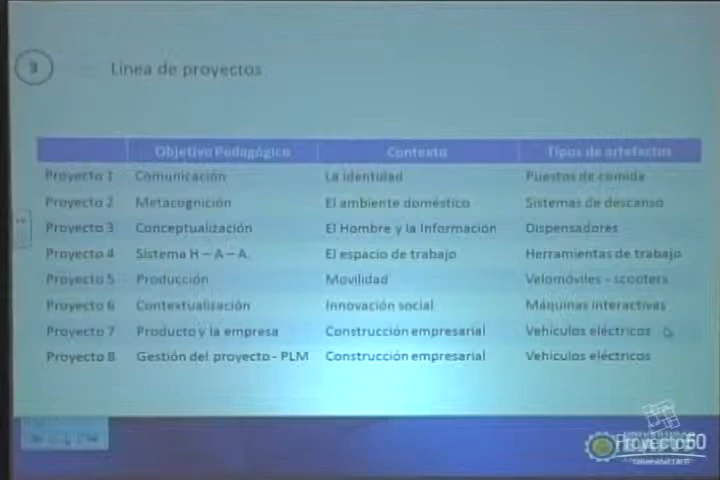 3
Línea de proyectos
Objetivo Pedagógico Contexto Tipos de artefactos
Proyecto 1 Comunicación La identidad Puestos de comida
Proyecto 2 Metacognición El ambiente doméstico Sistemas de descanso
Proyecto 3 Conceptualización El Hombre y la Información Dispensadores
Proyecto 4 Sistema H – A – A. El espacio de trabajo Herramientas de trabajo
Proyecto 5 Producción Movilidad Velomóviles - scooters
Proyecto 6 Contextualización Innovación social Máquinas interactivas
Proyecto 7 Producto y la empresa Construcción empresarial Vehículos eléctricos
Proyecto 8 Gestión del proyecto - PLM Construcción empresarial Vehículos eléctricos
Proyecto50